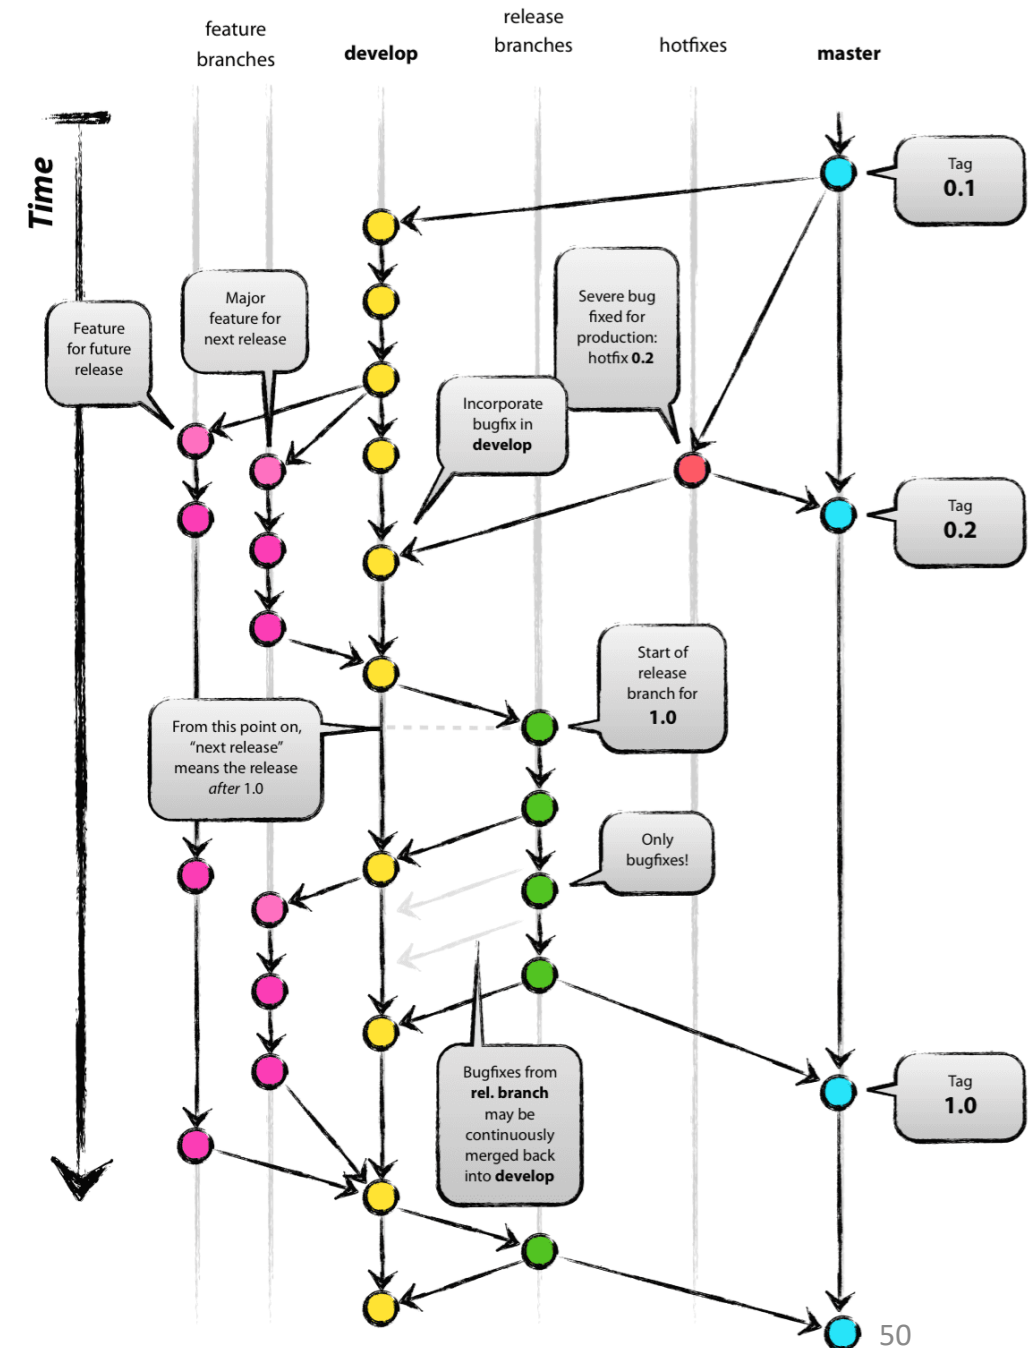 feature
branches
develop
release
branches
hotfixes
master
Time
Tag
0.1
Feature
for future
release
Major
feature for
next release
Severe bug
fixed for
production:
hotfix 0.2
Incorporate
bugfix in
develop
Tag
0.2
Start of
release
branch for
1.0
From this point on,
“next release”
means the release
after 1.0
Only
bugfixes!
Bugfixes from
rel. branch
may be
continuously
merged back
into develop
Tag
1.0
50